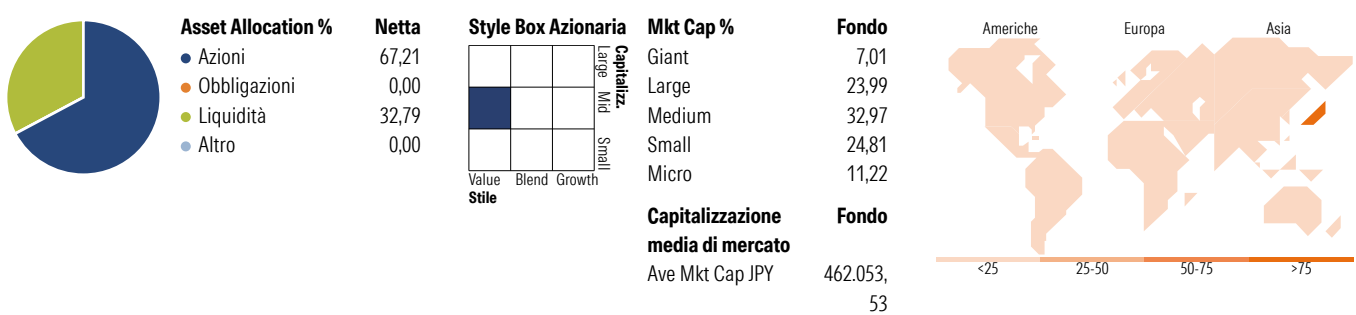 Asset Allocation % Netta
Azioni 67,21
Obbligazioni 0,00
Liquidità 32,79
Altro 0,00
Style Box Azionaria
Capitalizz.
Large Mid Small
Value Blend Growth
Stile
Mkt Cap % Fondo
Giant 7,01
Large 23,99
Medium 32,97
Small 24,81
Micro 11,22
Capitalizzazione Fondo
media di mercato
Ave Mkt Cap JPY 462.053,
53
Americhe Europa Asia
<25 25-50 50-75 >75